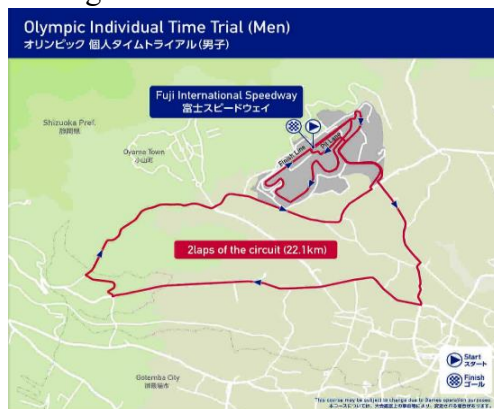 Olympic Individual Time Trial (Men)
オリンピック 個人タイムトライアル(男子)
Fuji International Speedway
富士スピードウェイ
Shizuoka Pref.
静岡県
Oyama Town
小山町
Finish Line
Pit Land
2laps of the circuit (22.1km)
Gotemba City
御殿場市
Start
スタート
Finish
ゴール
*This course may be subject to change due to Games operation purposes.